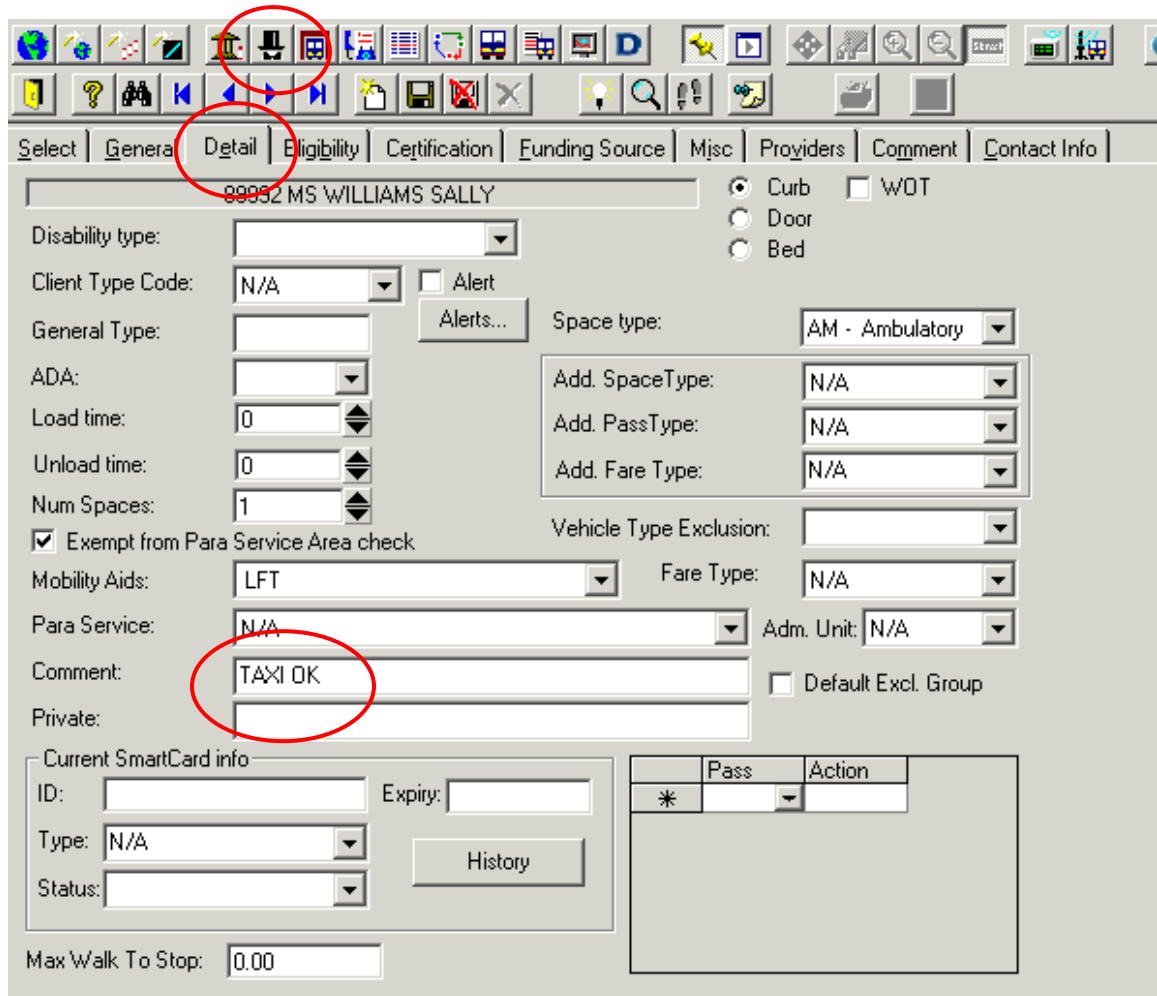 D
Street
?
Select General Detail Eligibility Certification Funding Source Misc Providers Comment Contact Info
89992 MS WILLIAMS SALLY
Curb WOT
Door
Bed
Disability type:
Client Type Code: N/A Alert
Alerts...
General Type:
Space type: AM - Ambulatory
ADA:
Add. SpaceType: N/A
Load time: 0
Add. PassType: N/A
Unload time: 0
Add. Fare Type: N/A
Num Spaces: 1
Exempt from Para Service Area check
Vehicle Type Exclusion:
Mobility Aids: LFT
Fare Type: N/A
Para Service: N/A
Adm. Unit: N/A
Comment: TAXI OK
Default Excl. Group
Private:
Current SmartCard info
ID: Expiry:
Type: N/A
History
Status:
Pass Action
Max Walk To Stop: 0.00